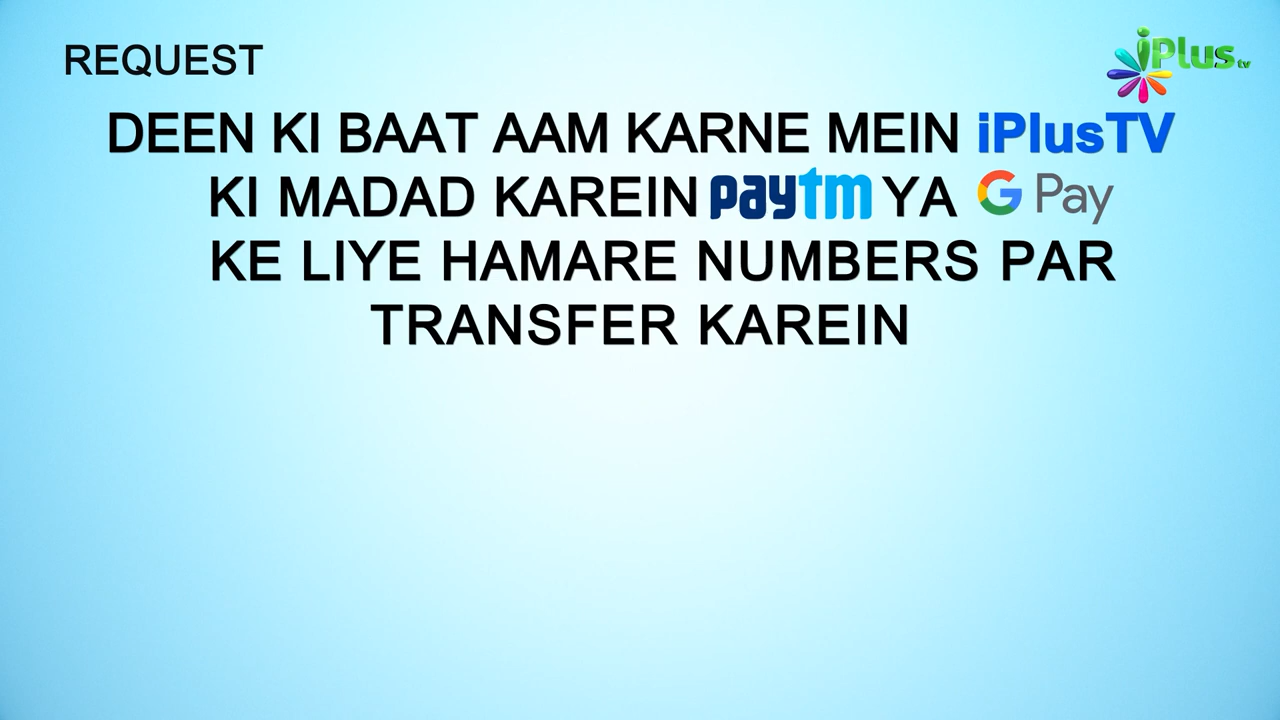 REQUEST
iPlus tv
DEEN KI BAAT AAM KARNE MEIN iPlusTV
KI MADAD KAREIN paytm YA G Pay
KE LIYE HAMARE NUMBERS PAR
TRANSFER KAREIN